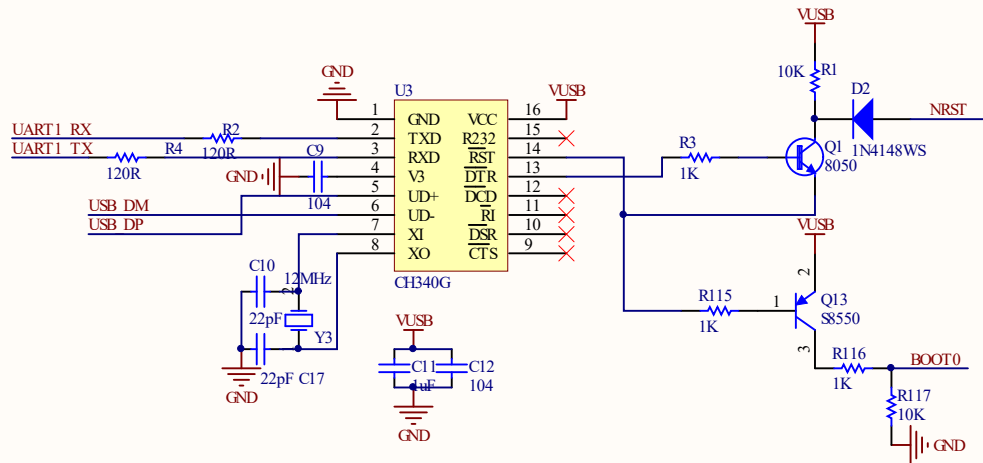 VUSB
10K
R1
D2
NRST
1N4148WS
Q1
8050
R3
1K
GND
U3
VUSB
UART1_RX
R2
120R
UART1_TX
R4
120R
C9
GND
104
USB_DM
USB_DP
1
GND
VCC
16
2
TXD
R232
15
3
RXD
RST
14
4
V3
DTR
13
5
UD+
DCD
12
6
UD-
RI
11
7
XI
DSR
10
8
XO
CTS
9
CH340G
C10
12MHz
2
22pF
Y3
22pF C17
GND
VUSB
C11
1uF
C12
104
GND
VUSB
2
R115
1K
1
Q13
S8550
3
R116
1K
BOOT0
R117
10K
GND